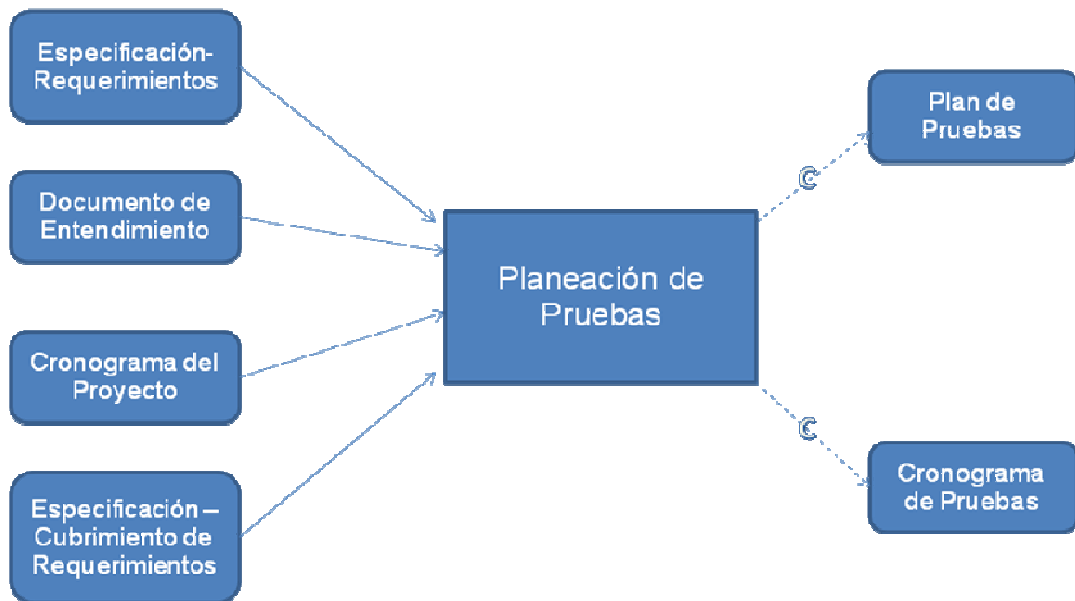 Especificación-
Requerimientos
Documento de
Entendimiento
Cronograma del
Proyecto
Especificación –
Cubrimiento de
Requerimientos
Planeación de
Pruebas
C
C
Plan de
Pruebas
Cronograma
de Pruebas